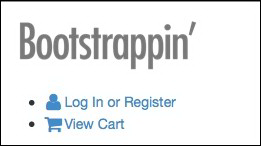 Bootstrappin'
Log In or Register
View Cart